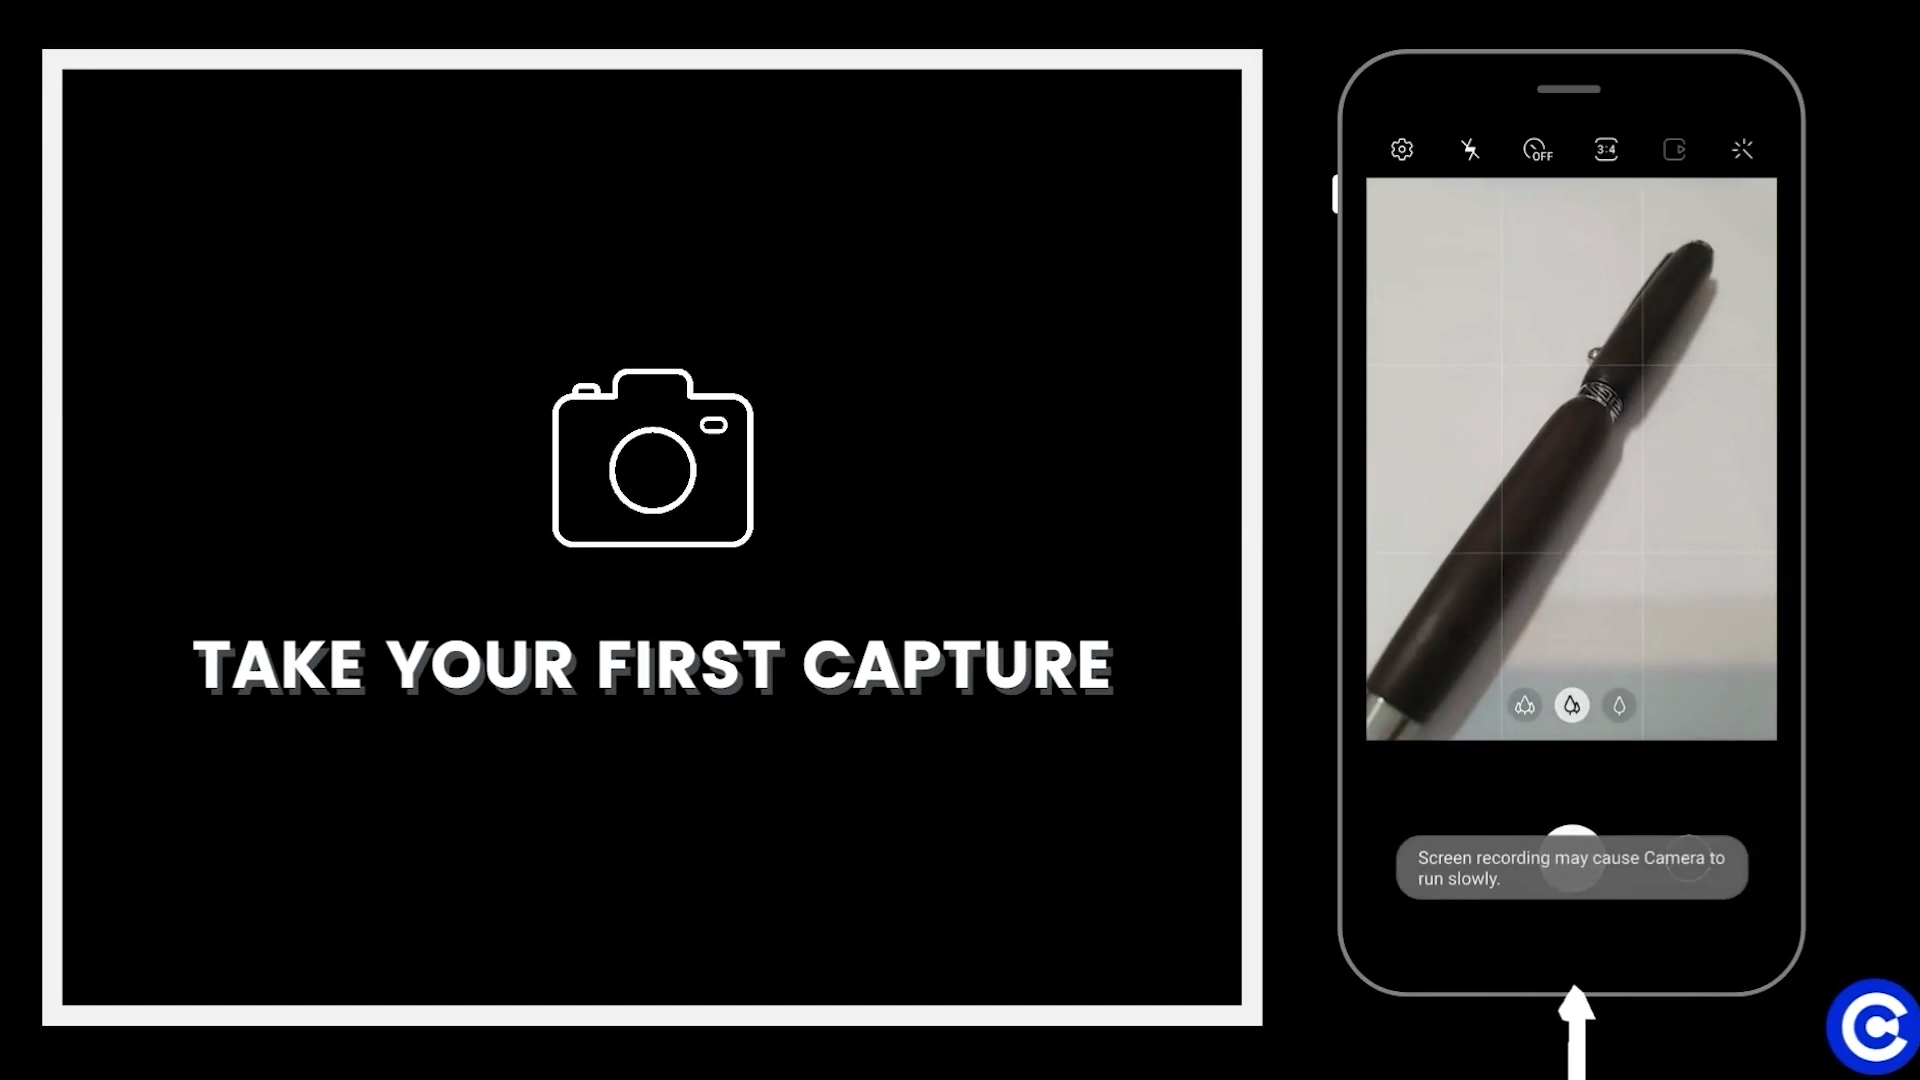 TAKE YOUR FIRST CAPTURE
OFF
3:4
Screen recording may cause Camera to
run slowly.